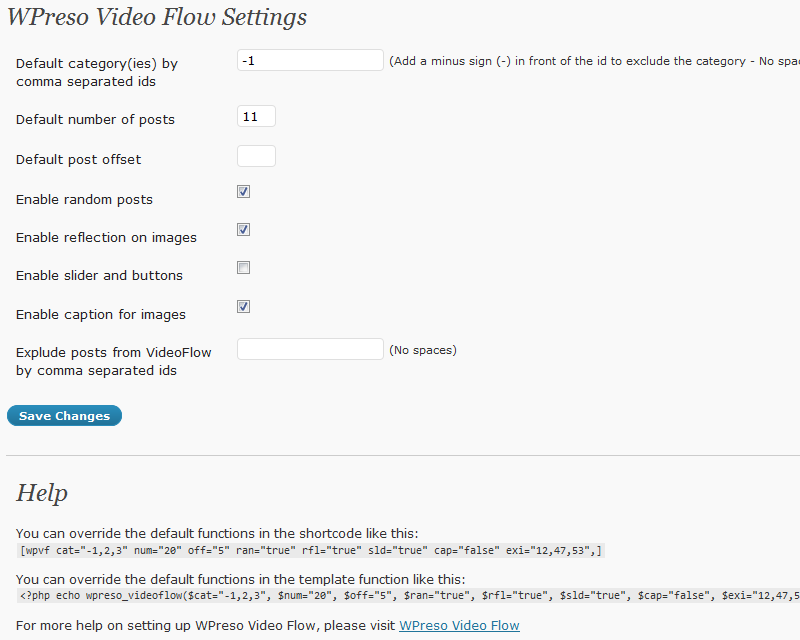 WPreso Video Flow Settings
Default category(ies) by
comma separated ids
-1
(Add a minus sign (-) in front of the id to exclude the category - No
Default number of posts
11
Default post offset
Enable random posts
Enable reflection on images
Enable slider and buttons
Enable caption for images
Explude posts from VideoFlow
by comma separated ids
(No spaces)
Save Changes
Help
You can override the default functions in the shortcode like this:
[wpvf cat="-1,2,3" num="20" off="5" ran="true" rfl="true" sld="true" cap="false" exi="12,47,53",]
You can override the default functions in the template function like this:
<?php echo wpreso_videoflow($cat="-1,2,3", $num="20", $off="5", $ran="true", $rfl="true", $sld="true", $cap="false", $exi="12,47,5
For more help on setting up WPreso Video Flow, please visit WPreso Video Flow